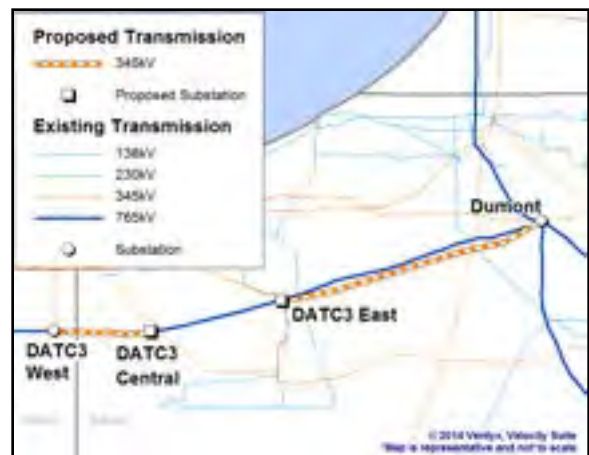 Proposed Transmission
345kV
Proposed Substation
Existing Transmission
138kV
230kV
345kV
765kV
Substation
Dumont
DATC3 East
DATC3
West
DATC3
Central
© 2014 Ventyx, Velocity Suite
*Map is representative and not to scale